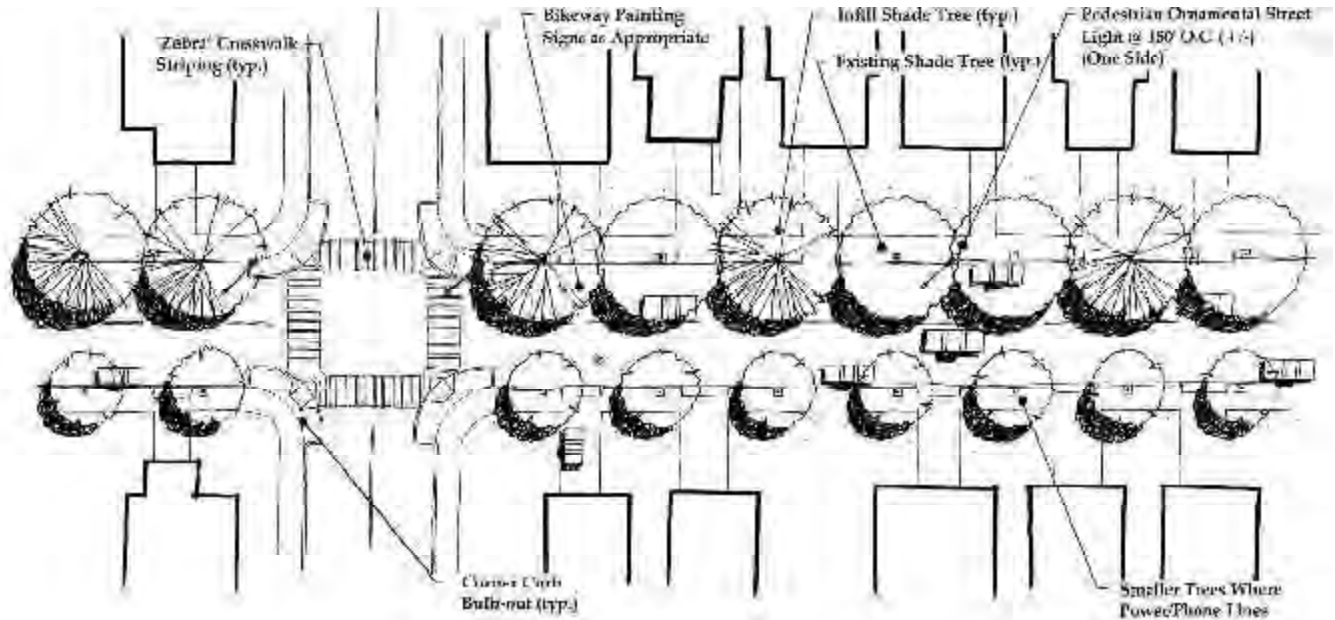 'Zebra' Crosswalk
Striping (typ.)
Bikeway Painting
Signs as Appropriate
Infill Shade Tree (typ.)
Existing Shade Tree (typ.)
Pedestrian Ornamental Street
Light @ 150' O.C. (+/-)
(One Side)
Corner Curb
Bulb-out (typ.)
Smaller Trees Where
Power/Phone Lines